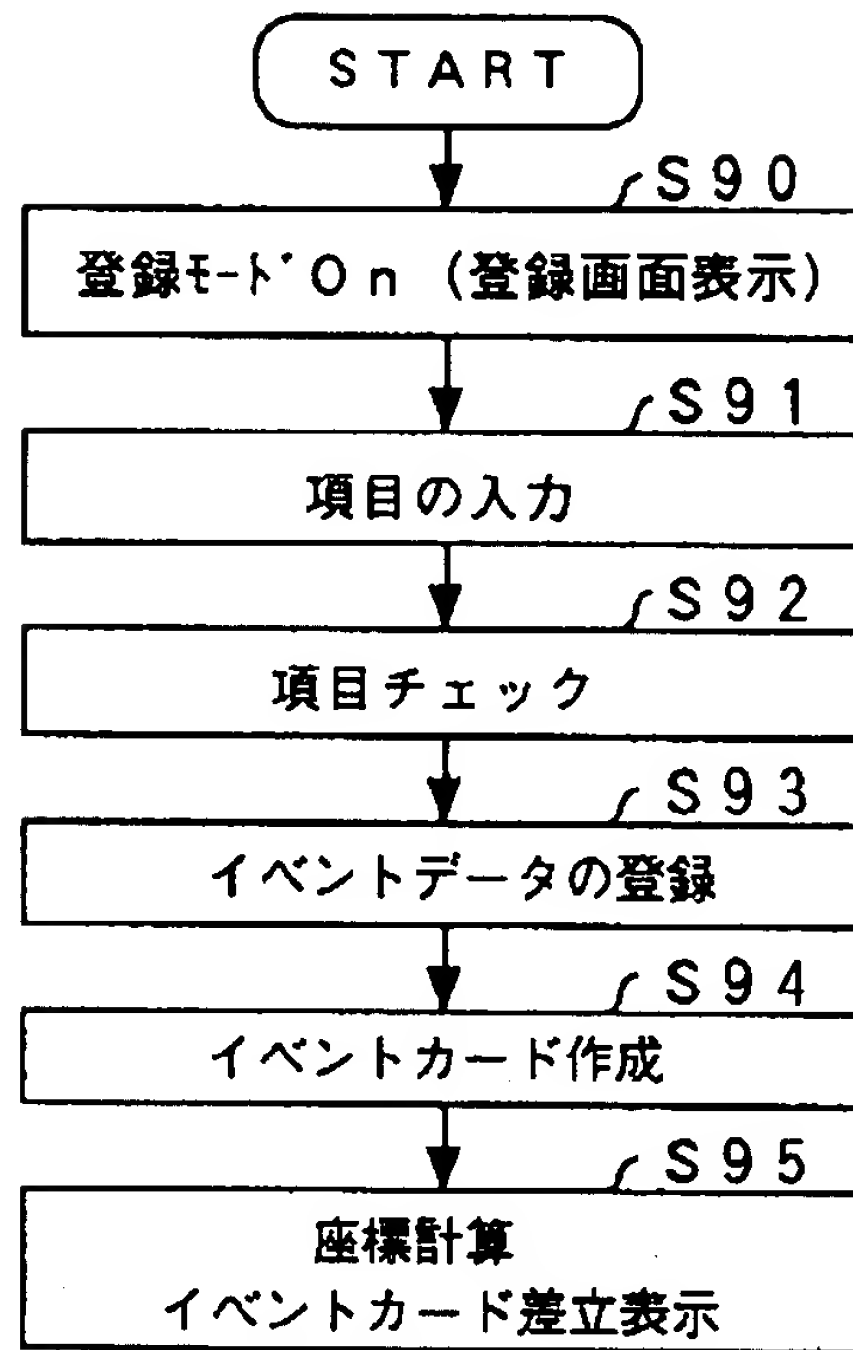 START
S90
登録モードOn（登録画面表示）
S91
項目の入力
S92
項目チェック
S93
イベントデータの登録
S94
イベントカード作成
S95
座標計算
イベントカード差立表示